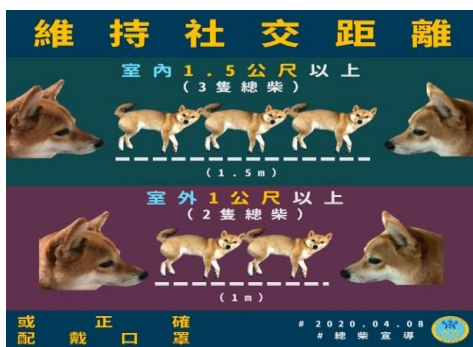 維持社交距離
室內1.5公尺以上
(3隻總柴)
(1.5m)
室外1公尺以上
(2隻總柴)
(1m)
或正確
配戴口罩
#2020.04.08
#總柴宣導